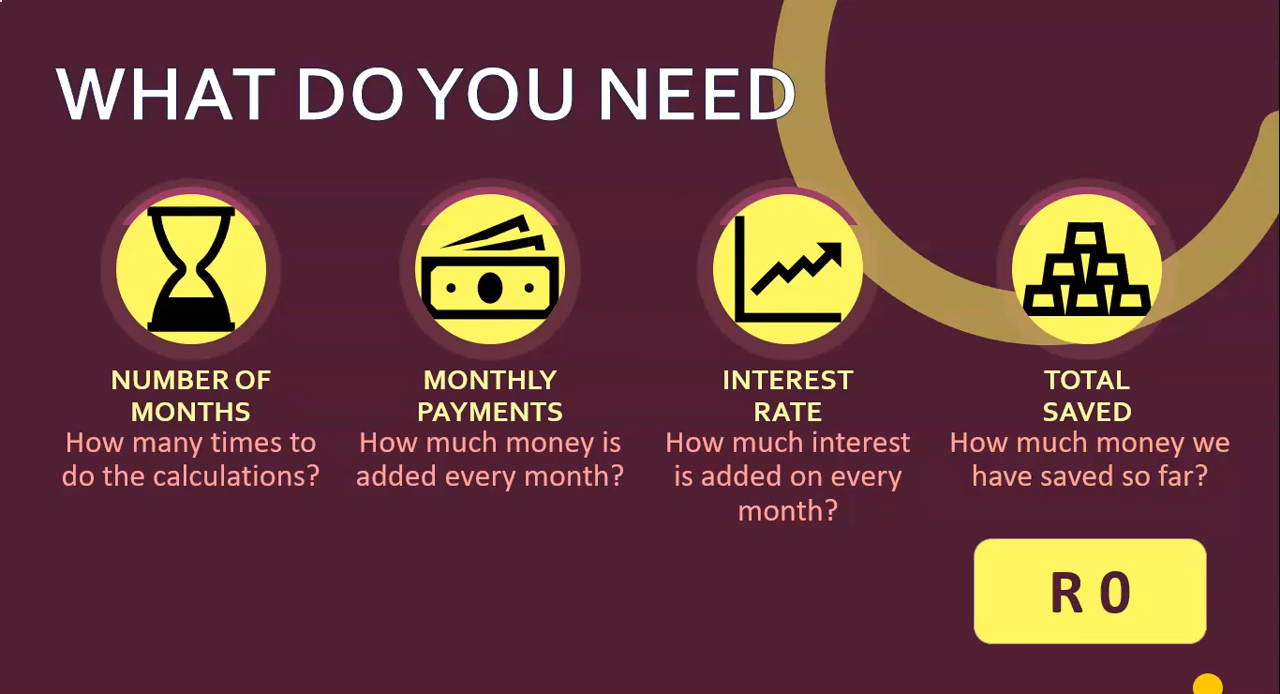 WHAT DO YOU NEED
NUMBER OF
MONTHS
How many times to
do the calculations?
MONTHLY
PAYMENTS
How much money is
added every month?
INTEREST
RATE
How much interest
is added on every
month?
TOTAL
SAVED
How much money we
have saved so far?
R 0